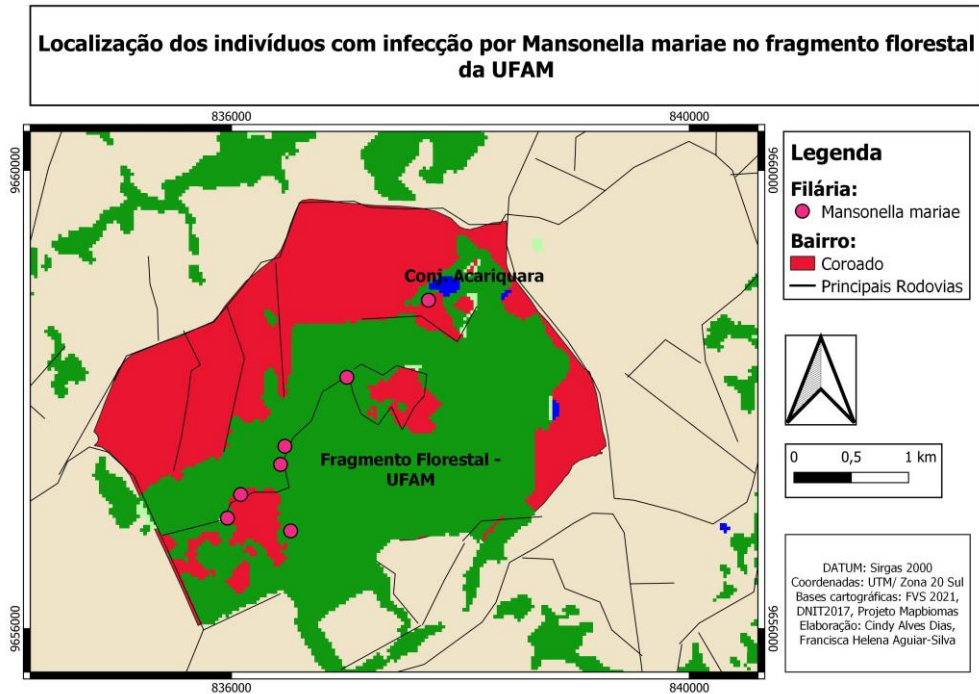 Localização dos indivíduos com infecção por Mansonella mariae no fragmento florestal
da UFAM
836000
840000
9660000
9660000
Conj. Acariquara
Fragmento Florestal -
UFAM
9656000
9656000
836000
840000
Legenda
Filária:
Mansonella mariae
Bairro:
Coroado
Principais Rodovias
0
0,5
1 km
DATUM: Sirgas 2000
Coordenadas: UTM/ Zona 20 Sul
Bases cartográficas: FVS 2021,
DNIT2017, Projeto Mapbiomas
Elaboração: Cindy Alves Dias,
Francisca Helena Aguiar-Silva